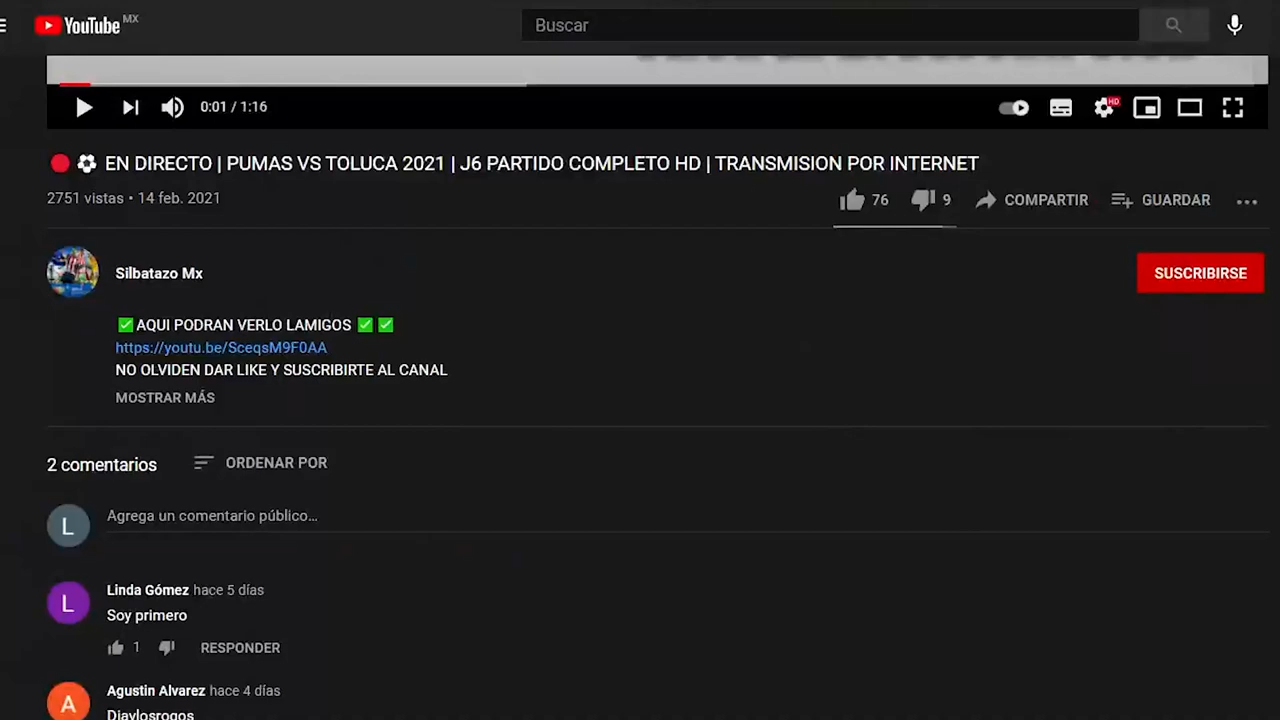 YouTube MX
Buscar
0:01 / 1:16
HD
🔴 ⚽ EN DIRECTO | PUMAS VS TOLUCA 2021 | J6 PARTIDO COMPLETO HD | TRANSMISION POR INTERNET
2751 vistas • 14 feb. 2021
76
9
COMPARTIR
GUARDAR
Silbatazo Mx
SUSCRIBIRSE
✅AQUI PODRAN VERLO LAMIGOS ✅ ✅
https://youtu.be/SceqsM9F0AA
NO OLVIDEN DAR LIKE Y SUSCRIBIRTE AL CANAL
MOSTRAR MÁS
2 comentarios
ORDENAR POR
L
Agrega un comentario público...
L
Linda Gómez hace 5 días
Soy primero
1
RESPONDER
A
Agustin Alvarez hace 4 días
Diaylosrogos